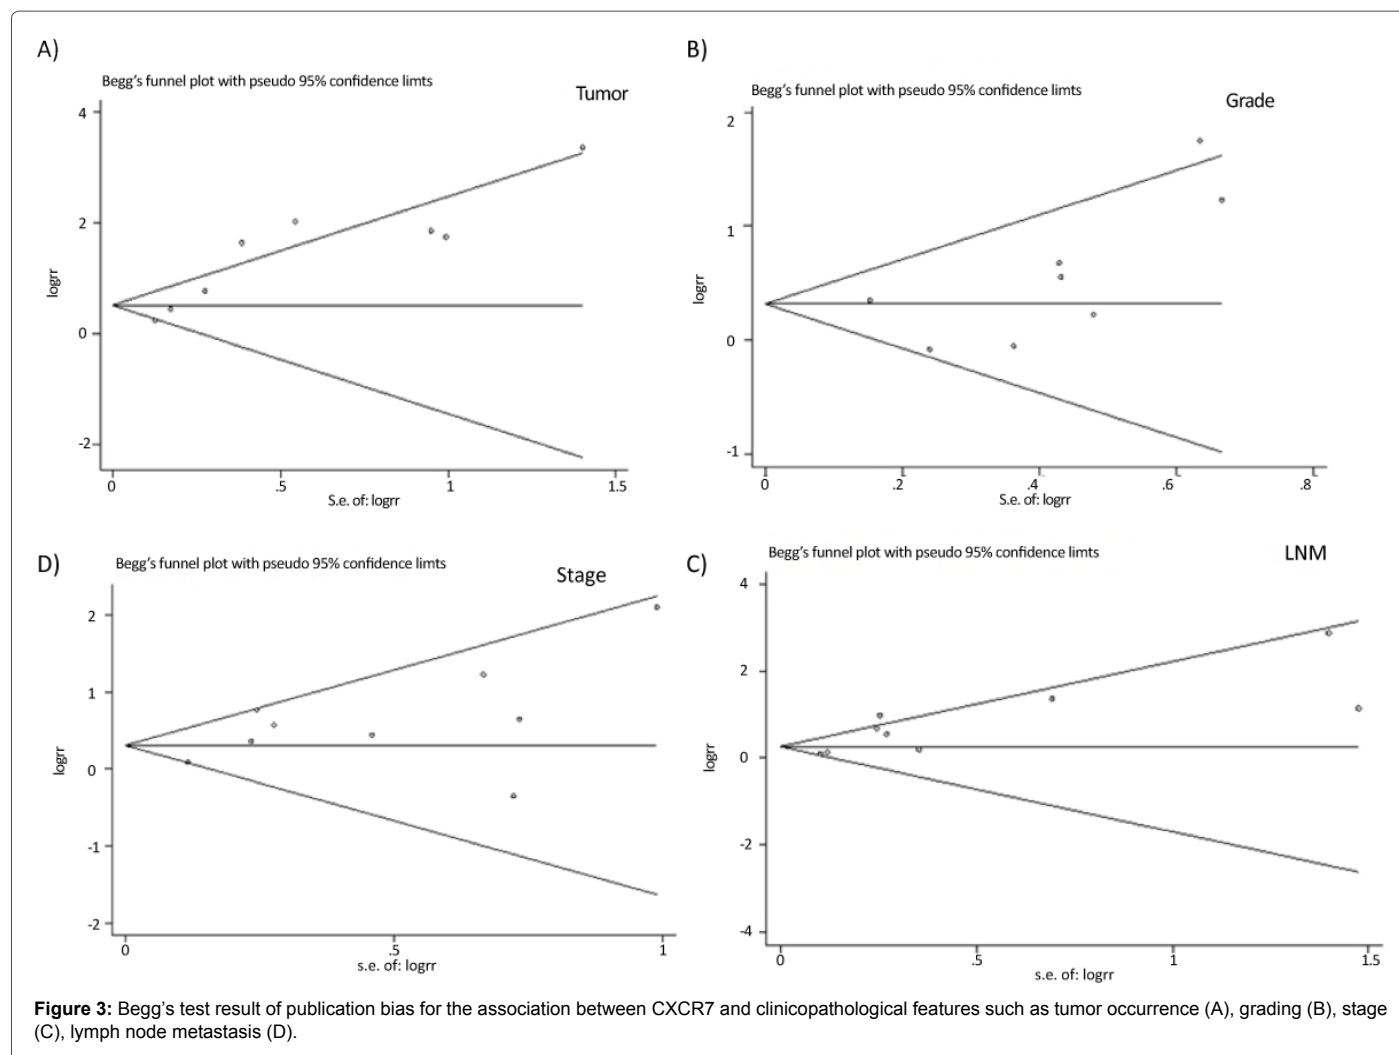 A)
Begg's funnel plot with pseudo 95% confidence limts
Tumor
4
2
0
-2
logrr
0 .5 1 1.5
S.e. of: logrr
B)
Begg's funnel plot with pseudo 95% confidence limts
Grade
2
1
0
-1
logrr
0 .2 .4 .6 .8
S.e. of: logrr
D)
Begg's funnel plot with pseudo 95% confidence limts
Stage
2
1
0
-1
-2
logrr
0 .5 1
s.e. of: logrr
C)
Begg's funnel plot with pseudo 95% confidence limts
LNM
4
2
0
-2
-4
logrr
0 .5 1 1.5
s.e. of: logrr
Figure 3: Begg's test result of publication bias for the association between CXCR7 and clinicopathological features such as tumor occurrence (A), grading (B), stage
(C), lymph node metastasis (D).